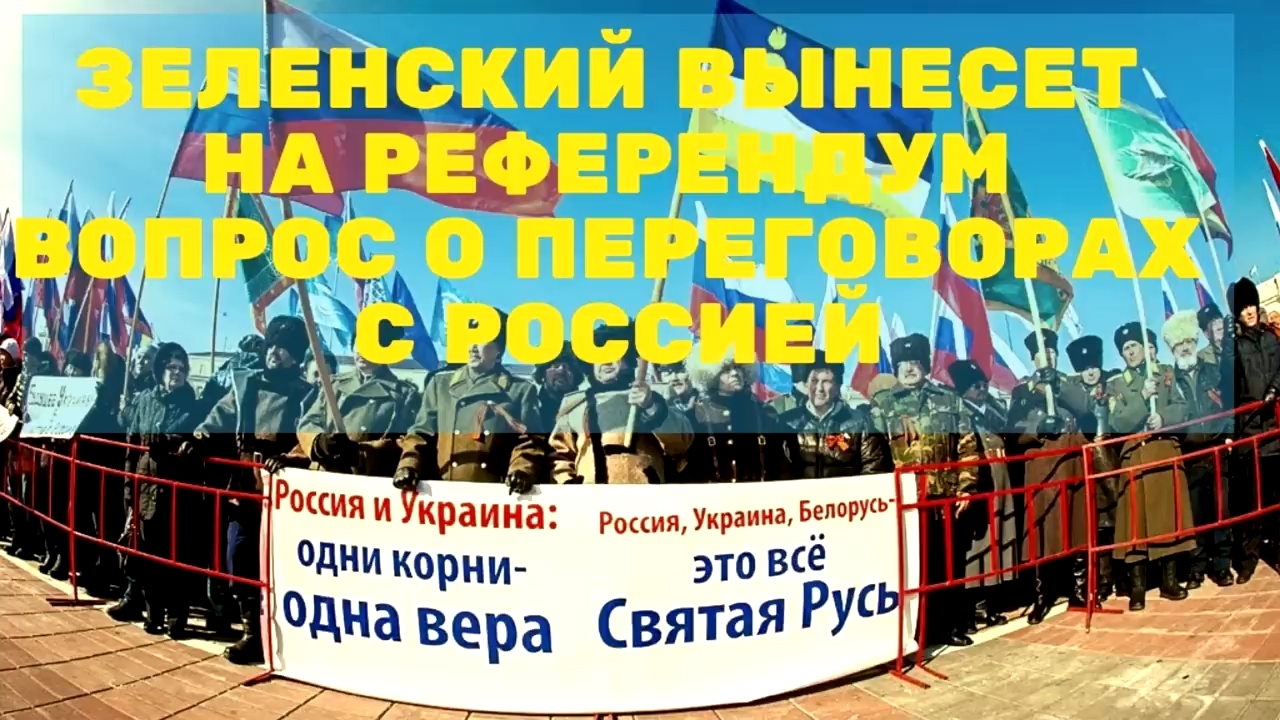 ЗЕЛЕНСКИЙ ВЫНЕСЕТ
НА РЕФЕРЕНДУМ
ВОПРОС О ПЕРЕГОВОРАХ
С РОССИЕЙ
Россия и Украина:
одни корни-
одна вера
Россия, Украина, Белорусь-
это всё
Святая Русь